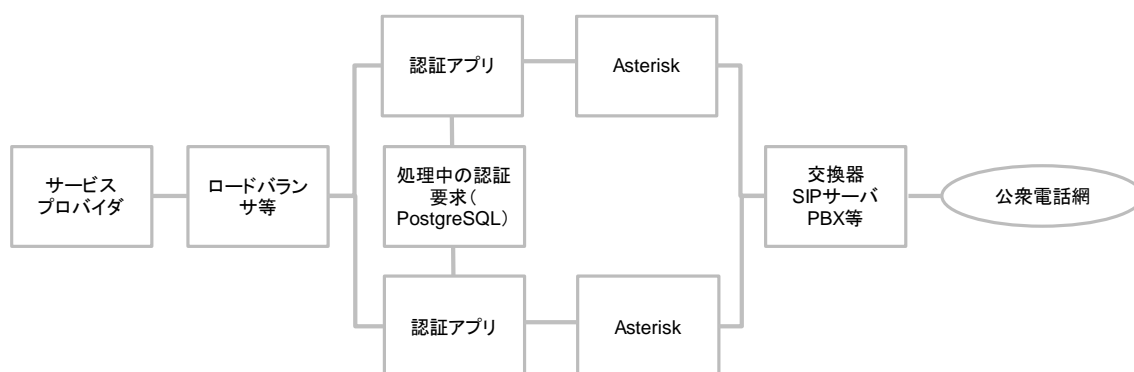 認証アプリ
Asterisk
サービス
プロバイダ
ロードバラン
サ等
処理中の認証
要求(
PostgreSQL)
交換器
SIPサーバ
PBX等
公衆電話網
認証アプリ
Asterisk